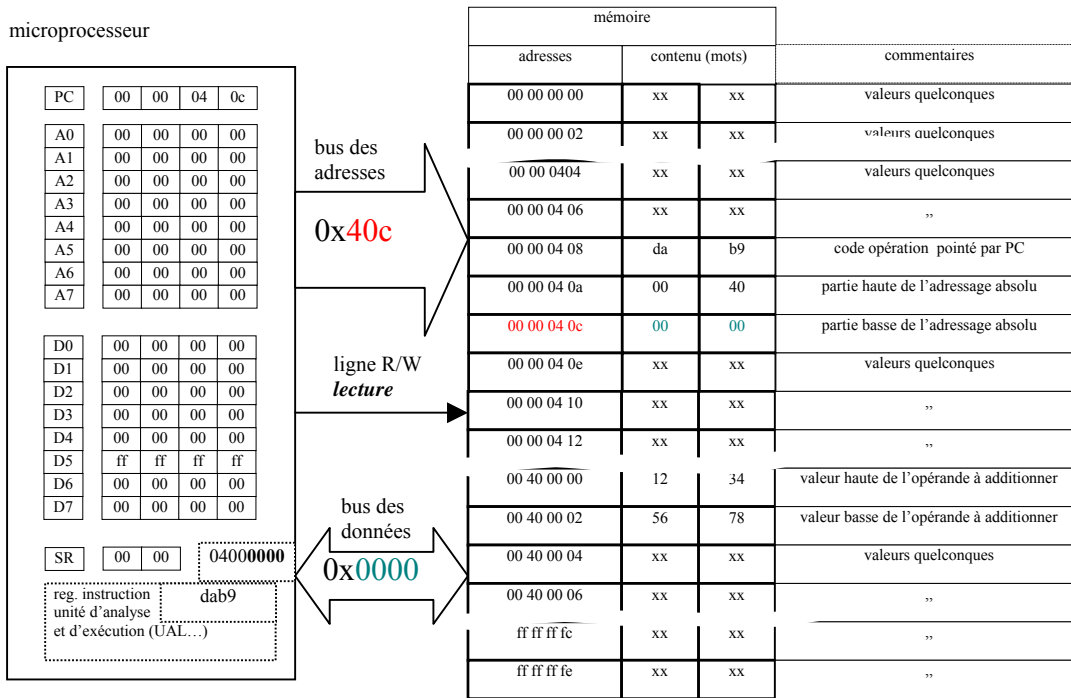 microprocesseur
PC 00 00 04 0c
A0 00 00 00 00
A1 00 00 00 00
A2 00 00 00 00
A3 00 00 00 00
A4 00 00 00 00
A5 00 00 00 00
A6 00 00 00 00
A7 00 00 00 00
D0 00 00 00 00
D1 00 00 00 00
D2 00 00 00 00
D3 00 00 00 00
D4 00 00 00 00
D5 ff ff ff ff
D6 00 00 00 00
D7 00 00 00 00
SR 00 00
04000000
reg. instruction
unité d’analyse
et d’exécution (UAL…)
dab9
bus des
adresses
0x40c
ligne R/W
lecture
bus des
données
0x0000
mémoire
adresses contenu (mots) commentaires
00 00 00 00 xx xx valeurs quelconques
00 00 00 02 xx xx valeurs quelconques
00 00 0404 xx xx valeurs quelconques
00 00 04 06 xx xx ,,
00 00 04 08 da b9 code opération pointé par PC
00 00 04 0a 00 40 partie haute de l’adressage absolu
00 00 04 0c 00 00 partie basse de l’adressage absolu
00 00 04 0e xx xx valeurs quelconques
00 00 04 10 xx xx ,,
00 00 04 12 xx xx ,,
00 40 00 00 12 34 valeur haute de l’opérande à additionner
00 40 00 02 56 78 valeur basse de l’opérande à additionner
00 40 00 04 xx xx valeurs quelconques
00 40 00 06 xx xx ,,
ff ff ff fc xx xx ,,
ff ff ff fe xx xx ,,